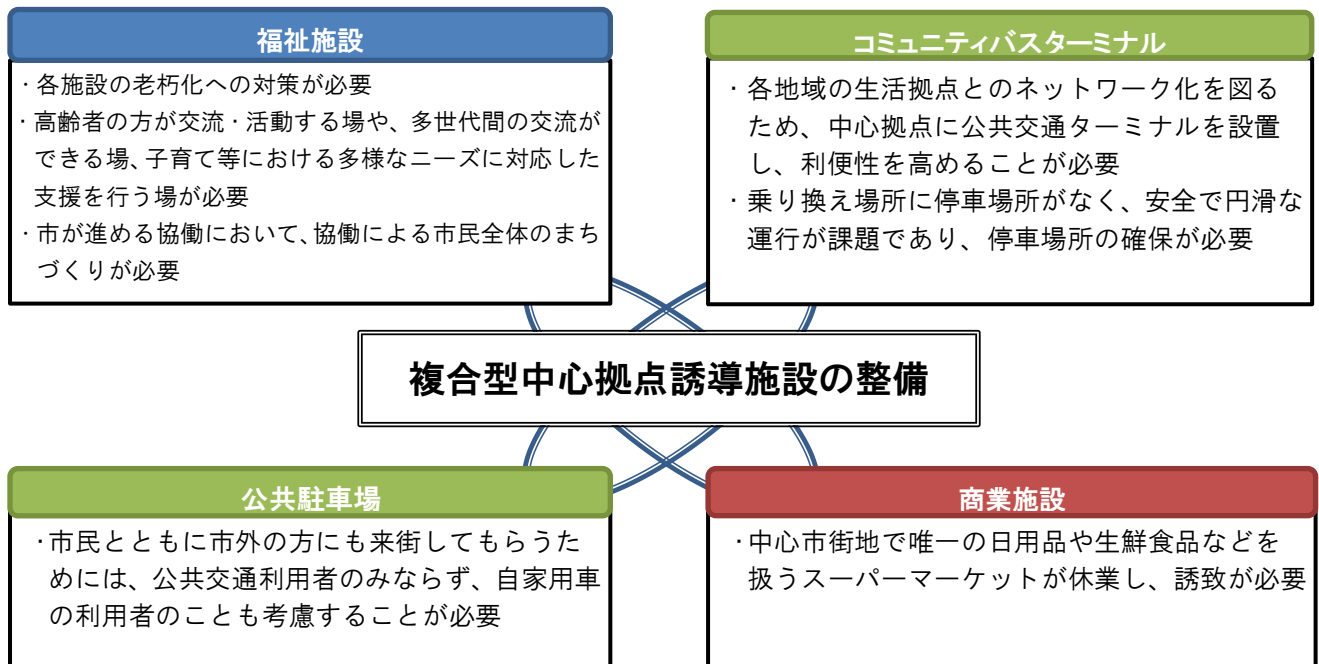 福祉施設
・各施設の老朽化への対策が必要
・高齢者の方が交流・活動する場や、多世代間の交流が
できる場、子育て等における多様なニーズに対応した
支援を行う場が必要
・市が進める協働において、協働による市民全体のまち
づくりが必要
コミュニティバスターミナル
・各地域の生活拠点とのネットワーク化を図る
ため、中心拠点に公共交通ターミナルを設置
し、利便性を高めることが必要
・乗り換え場所に停車場所がなく、安全で円滑な
運行が課題であり、停車場所の確保が必要
複合型中心拠点誘導施設の整備
公共駐車場
・市民とともに市外の方にも来街してもらうた
めには、公共交通利用者のみならず、自家用車
の利用者のことも考慮することが必要
商業施設
・中心市街地で唯一の日用品や生鮮食品などを
扱うスーパーマーケットが休業し、誘致が必要